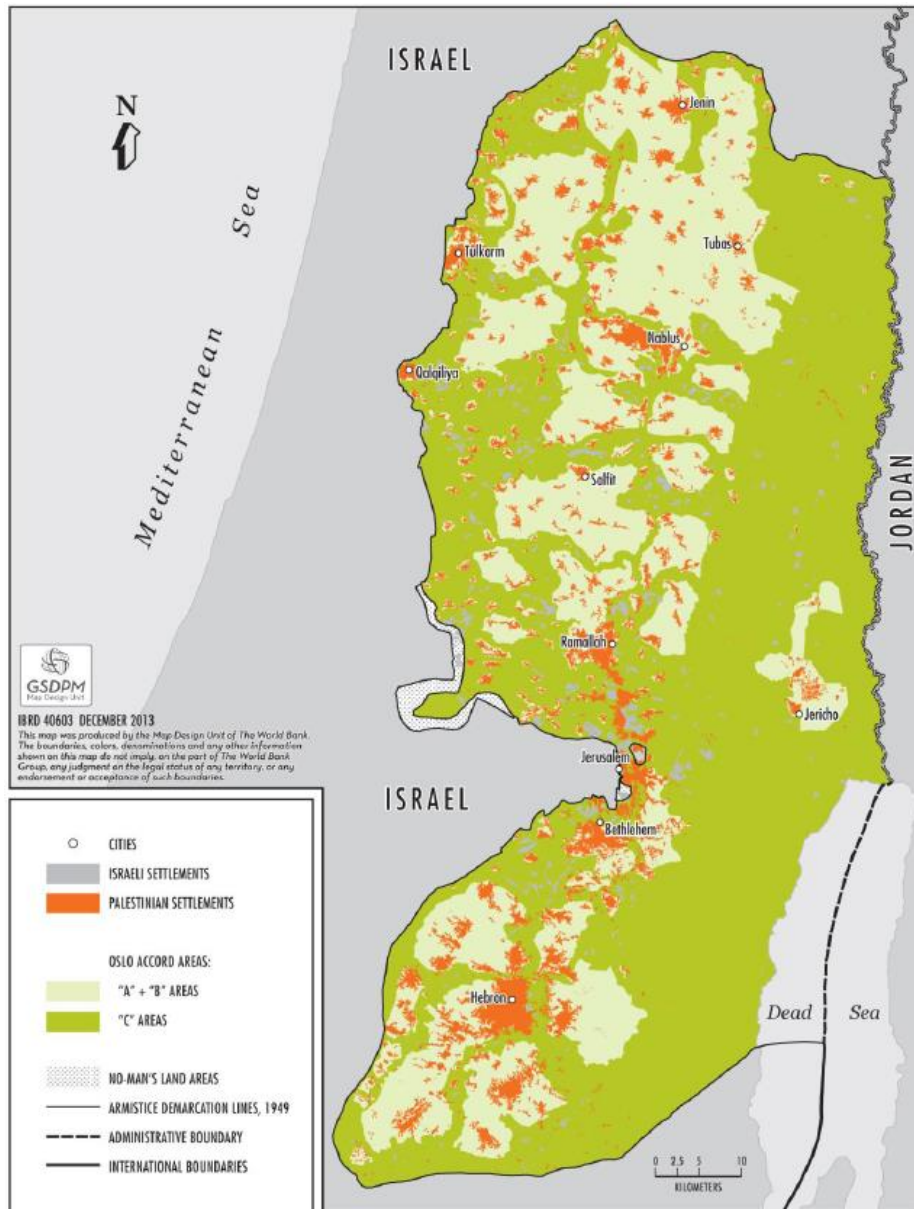 ISRAEL
N
Jenin
Mediterranean Sea
Tubas
Tulkarm
Nablus
Qalqiliya
Salfit
JORDAN
Ramallah
GSDPM
Map Design Unit
Jericho
IBRD 40603 DECEMBER 2013
This map was produced by the Map Design Unit of The World Bank.
The boundaries, colors, denominations and any other information
shown on this map do not imply, on the part of The World Bank
Group, any judgment on the legal status of any territory, or any
endorsement or acceptance of such boundaries.
Jerusalem
ISRAEL
Bethlehem
CITIES
ISRAELI SETTLEMENTS
PALESTINIAN SETTLEMENTS
OSLO ACCORD AREAS:
"A" + "B" AREAS
"C" AREAS
NO-MAN'S LAND AREAS
ARMISTICE DEMARCATION LINES, 1949
ADMINISTRATIVE BOUNDARY
INTERNATIONAL BOUNDARIES
Hebron
Dead Sea
0 2.5 5 10
KILOMETERS